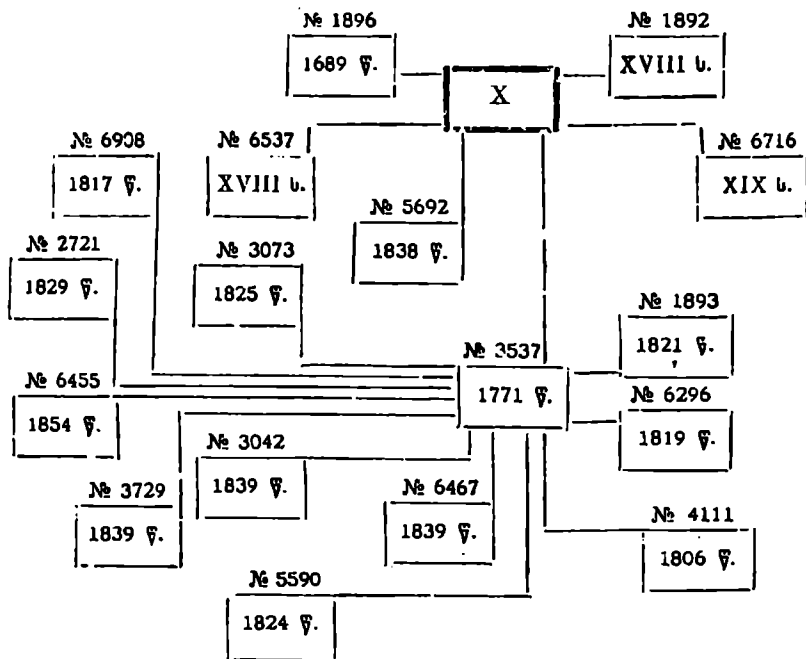 № 1896
1689 წ.
№ 1892
XVIII ს.
X
№ 6908
1817 წ.
№ 6537
XVIII ს.
№ 6716
XIX ს.
№ 5692
1838 წ.
№ 2721
1829 წ.
№ 3073
1825 წ.
№ 1893
1821 წ.
№ 3537
1771 წ.
№ 6455
1854 წ.
№ 6296
1819 წ.
№ 3042
1839 წ.
№ 3729
1839 წ.
№ 6467
1839 წ.
№ 4111
1806 წ.
№ 5590
1824 წ.